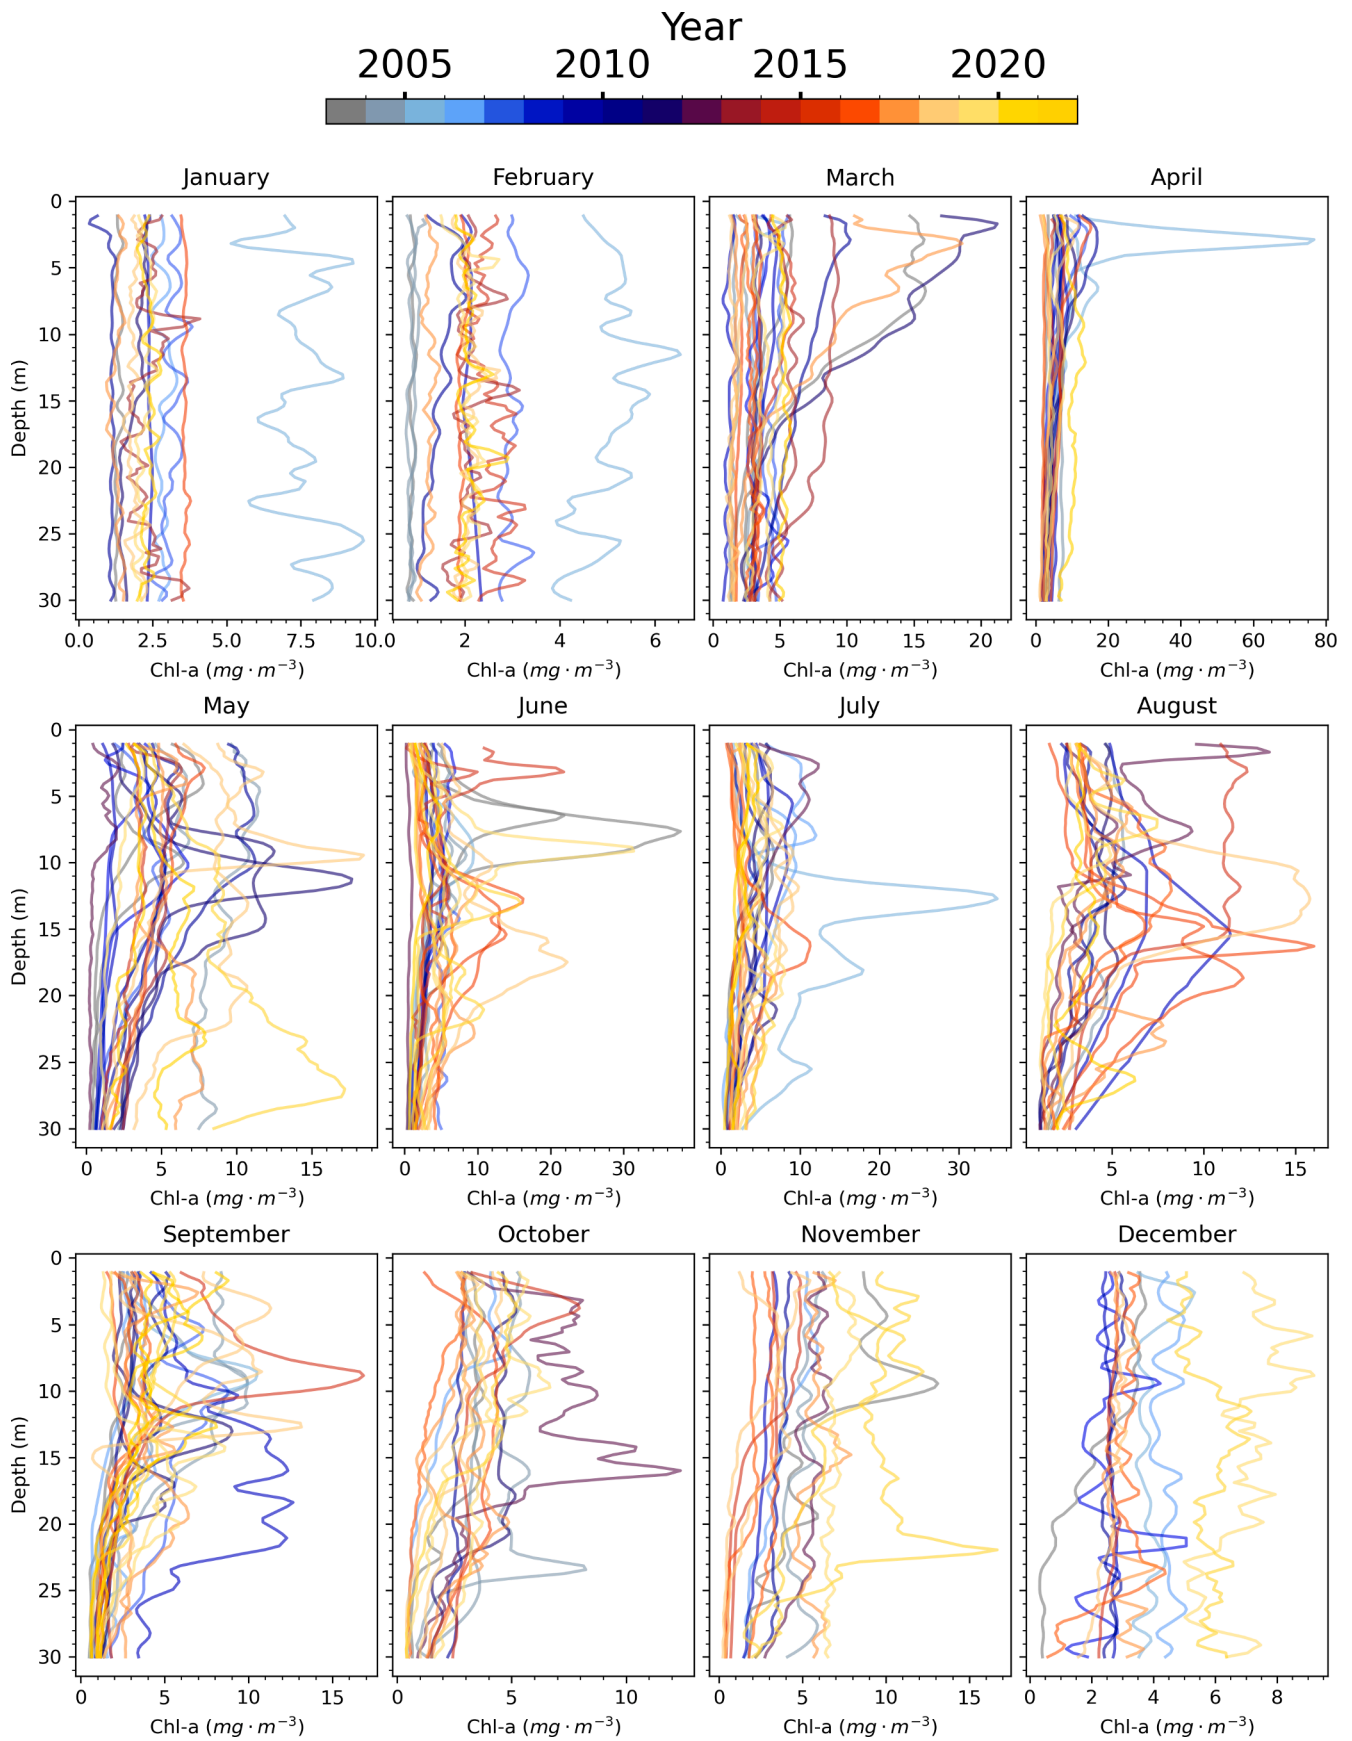 Year
2005 2010 2015 2020
January February March April
0
5
10
15
20
25
30
Depth (m)
0.0 2.5 5.0 7.5 10.0 2 4 6 0 5 10 15 20 0 20 40 60 80
Chl-a (mg · m⁻³) Chl-a (mg · m⁻³) Chl-a (mg · m⁻³) Chl-a (mg · m⁻³)
May June July August
0
5
10
15
20
25
30
Depth (m)
0 5 10 15 0 10 20 30 0 10 20 30 5 10 15
Chl-a (mg · m⁻³) Chl-a (mg · m⁻³) Chl-a (mg · m⁻³) Chl-a (mg · m⁻³)
September October November December
0
5
10
15
20
25
30
Depth (m)
0 5 10 15 0 5 10 0 5 10 15 0 2 4 6 8
Chl-a (mg · m⁻³) Chl-a (mg · m⁻³) Chl-a (mg · m⁻³) Chl-a (mg · m⁻³)